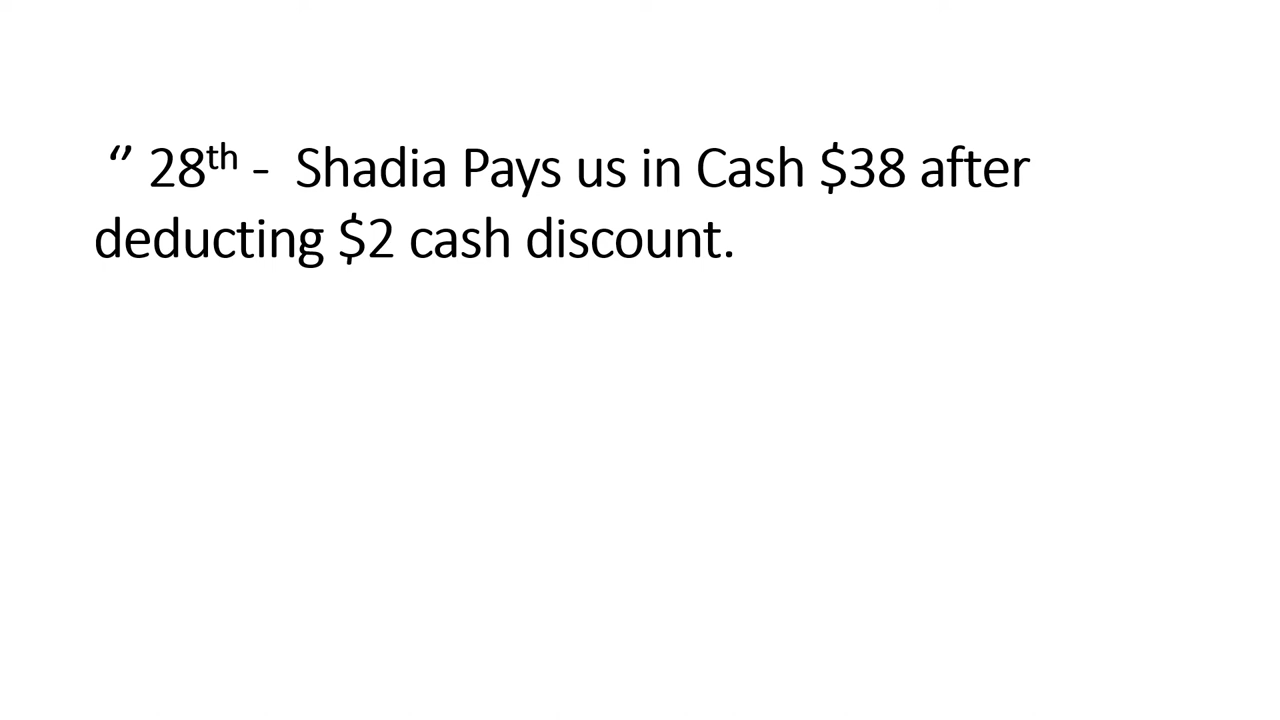 ‘’ 28th - Shadia Pays us in Cash $38 after
deducting $2 cash discount.